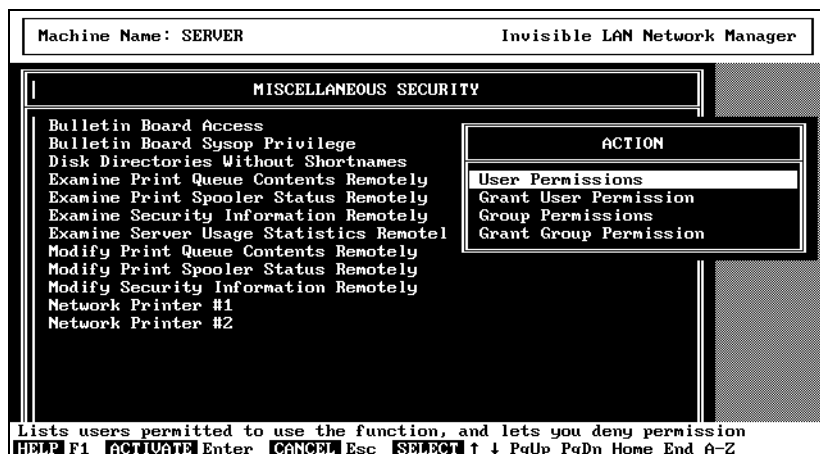 Machine Name: SERVER Invisible LAN Network Manager
MISCELLANEOUS SECURITY
Bulletin Board Access
Bulletin Board Sysop Privilege
Disk Directories Without Shortnames
Examine Print Queue Contents Remotely
Examine Print Spooler Status Remotely
Examine Security Information Remotely
Examine Server Usage Statistics Remotel
Modify Print Queue Contents Remotely
Modify Print Spooler Status Remotely
Modify Security Information Remotely
Network Printer #1
Network Printer #2
ACTION
User Permissions
Grant User Permission
Group Permissions
Grant Group Permission
Lists users permitted to use the function, and lets you deny permission
HELP F1 ACTIVATE Enter CANCEL Esc SELECT ↑ ↓ PgUp PgDn Home End A-Z